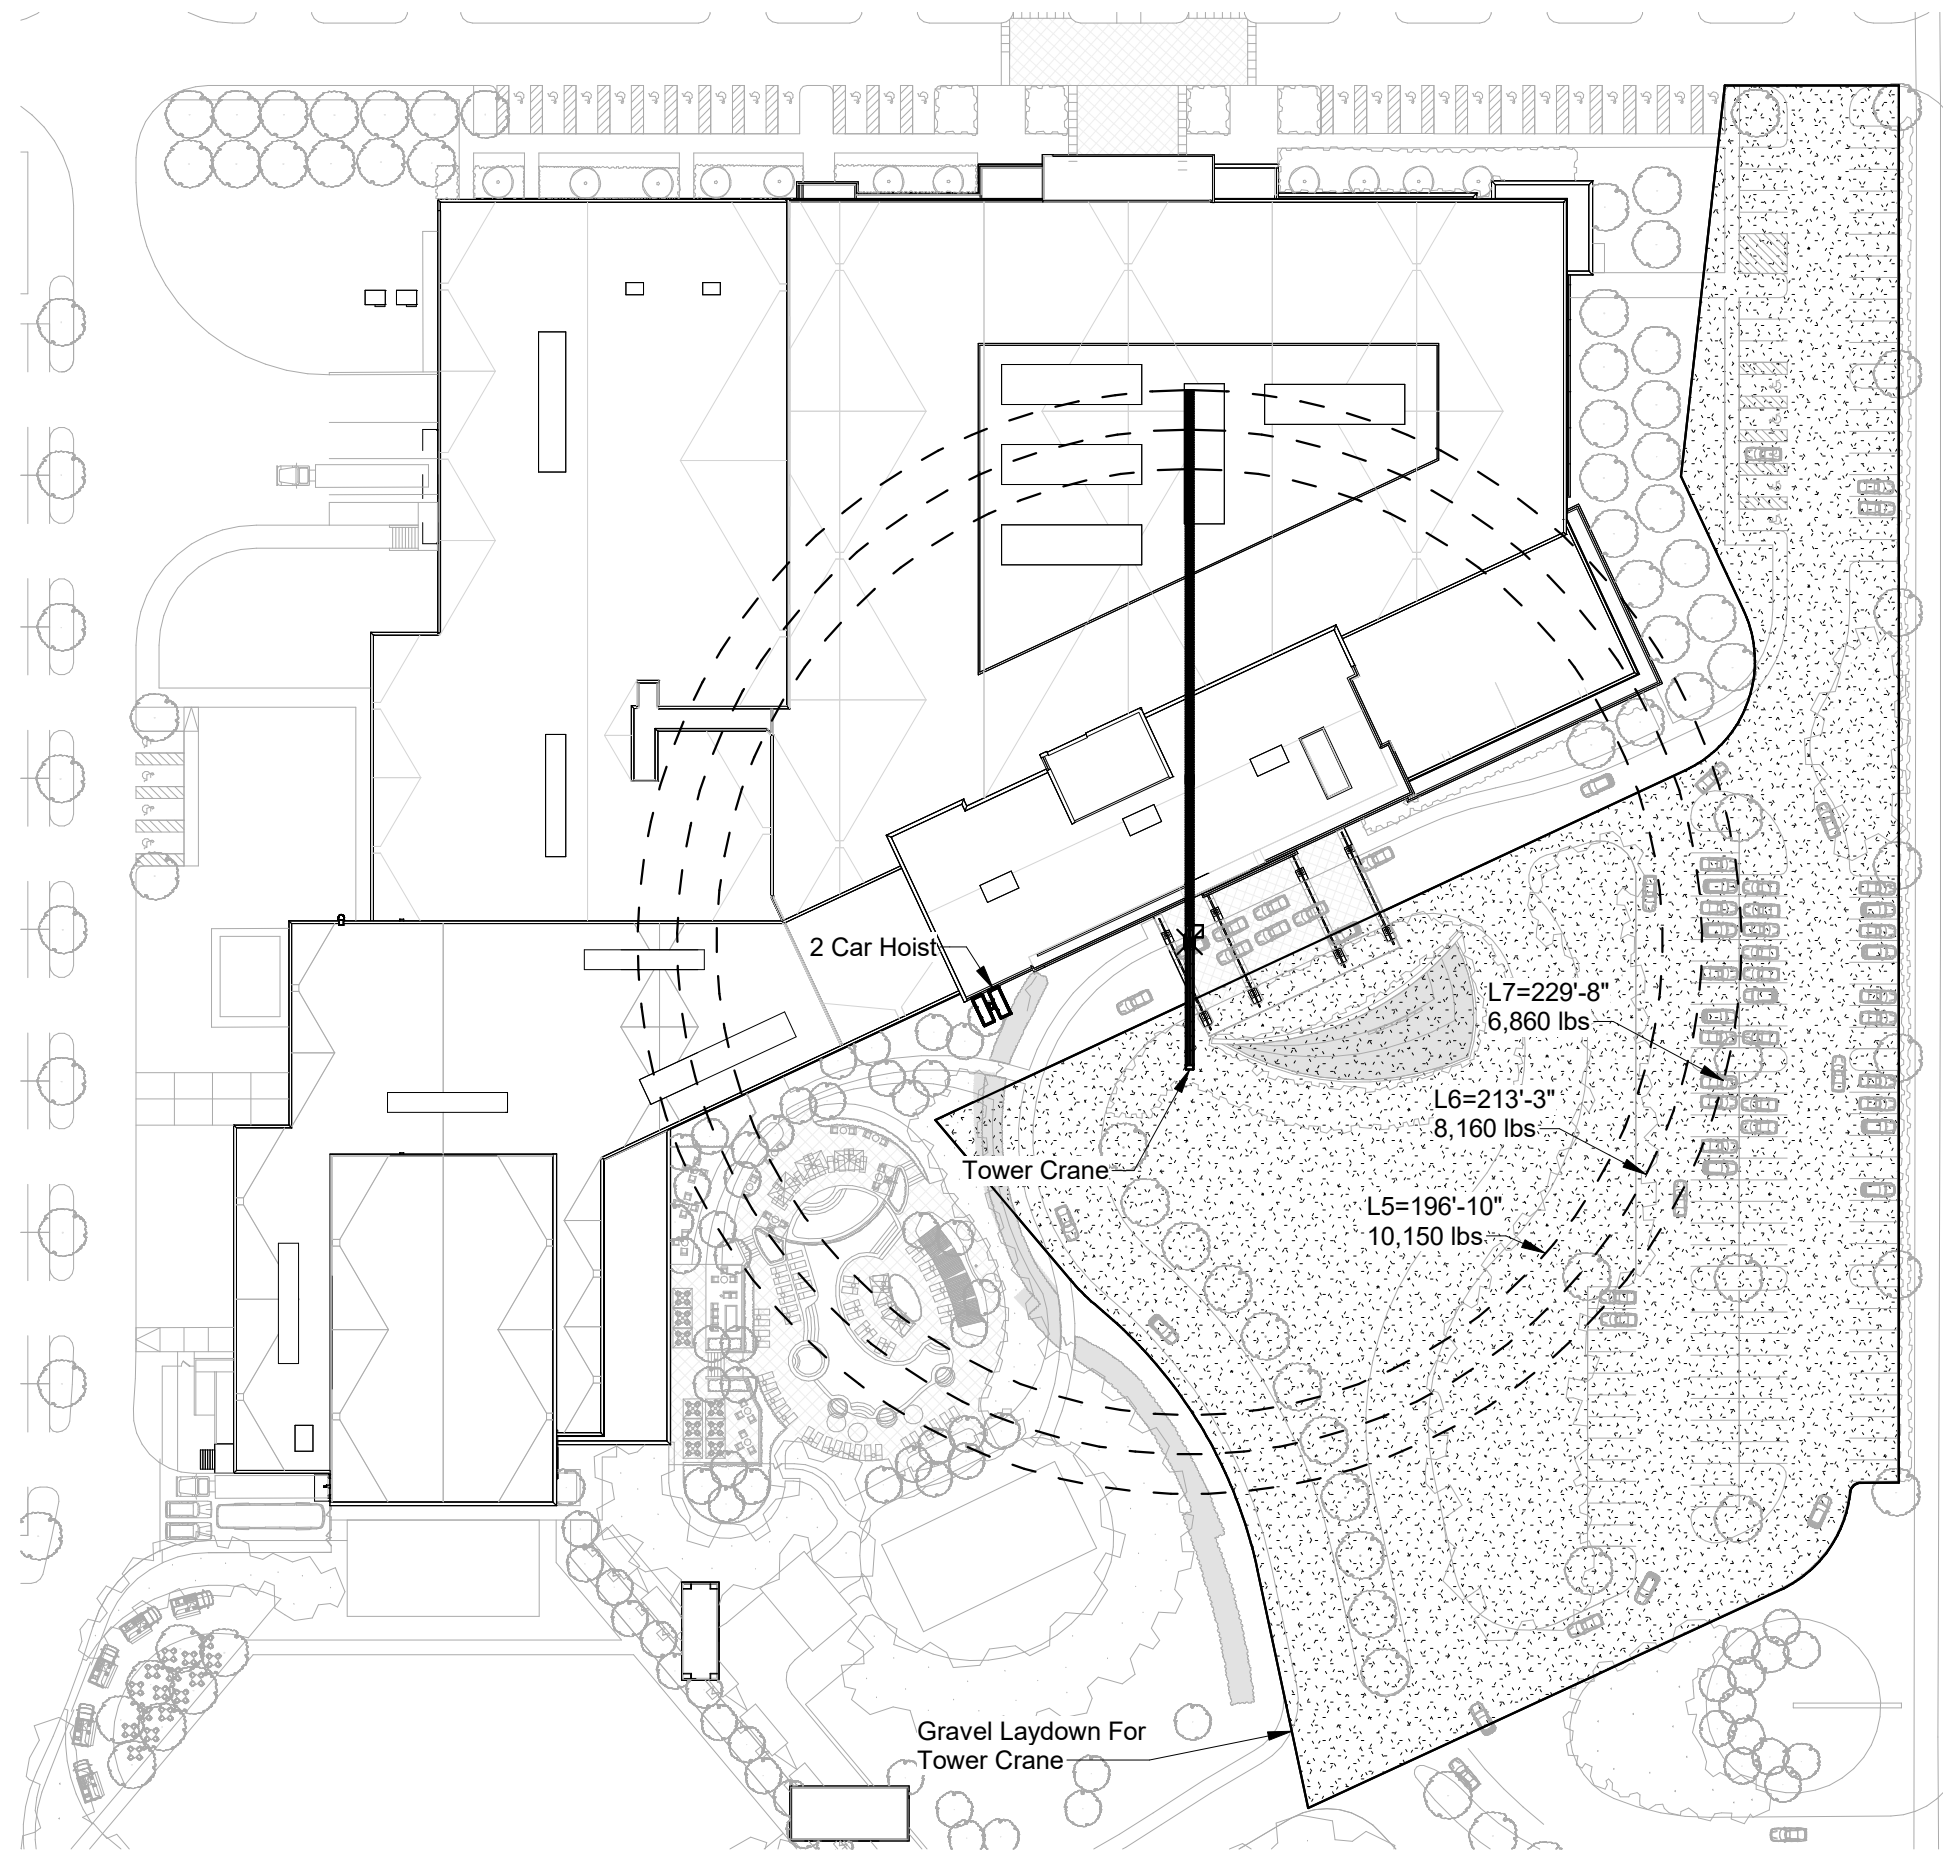 2 Car Hoist
L7=229'-8"
6,860 lbs
L6=213'-3"
8,160 lbs
Tower Crane
L5=196'-10"
10,150 lbs
Gravel Laydown For
Tower Crane